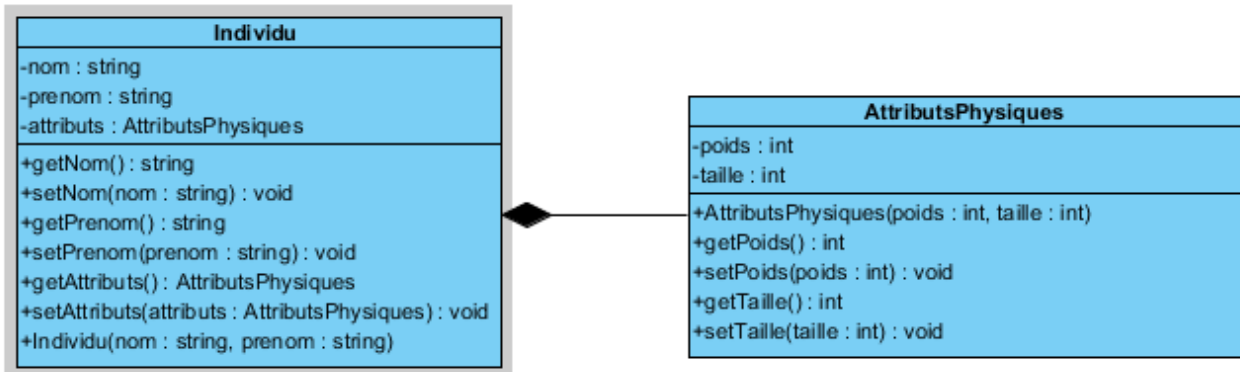 Individu
-nom : string
-prenom : string
-attributs : AttributsPhysiques
+getNom() : string
+setNom(nom : string) : void
+getPrenom() : string
+setPrenom(prenom : string) : void
+getAttributs() : AttributsPhysiques
+setAttributs(attributs : AttributsPhysiques) : void
+Individu(nom : string, prenom : string)
AttributsPhysiques
-poids : int
-taille : int
+AttributsPhysiques(poids : int, taille : int)
+getPoids() : int
+setPoids(poids : int) : void
+getTaille() : int
+setTaille(taille : int) : void